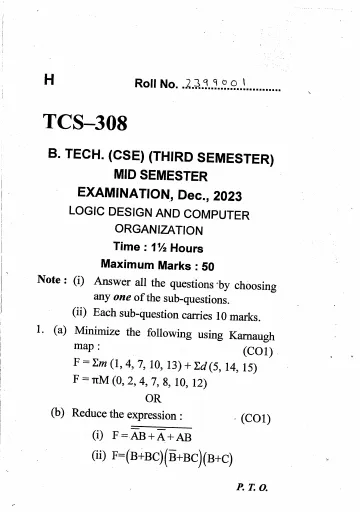 H Roll No. 2399001
TCS–308
B. TECH. (CSE) (THIRD SEMESTER)
MID SEMESTER
EXAMINATION, Dec., 2023
LOGIC DESIGN AND COMPUTER
ORGANIZATION
Time : 1½ Hours
Maximum Marks : 50
Note : (i) Answer all the questions by choosing
any one of the sub-questions.
(ii) Each sub-question carries 10 marks.
1. (a) Minimize the following using Karnaugh
map : (CO1)
F = Σm (1, 4, 7, 10, 13) + Σd (5, 14, 15)
F = πM (0, 2, 4, 7, 8, 10, 12)
OR
(b) Reduce the expression : (CO1)
(i) F = \overline{\overline{AB} + \overline{A} + AB}
(ii) F=(B+BC)(\overline{B}+BC)(B+C)
P. T. O.